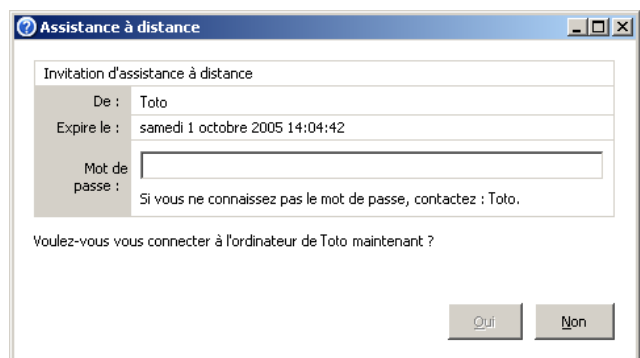 Assistance à distance
Invitation d'assistance à distance
De : Toto
Expire le : samedi 1 octobre 2005 14:04:42
Mot de passe :
Si vous ne connaissez pas le mot de passe, contactez : Toto.
Voulez-vous vous connecter à l'ordinateur de Toto maintenant ?
Oui Non